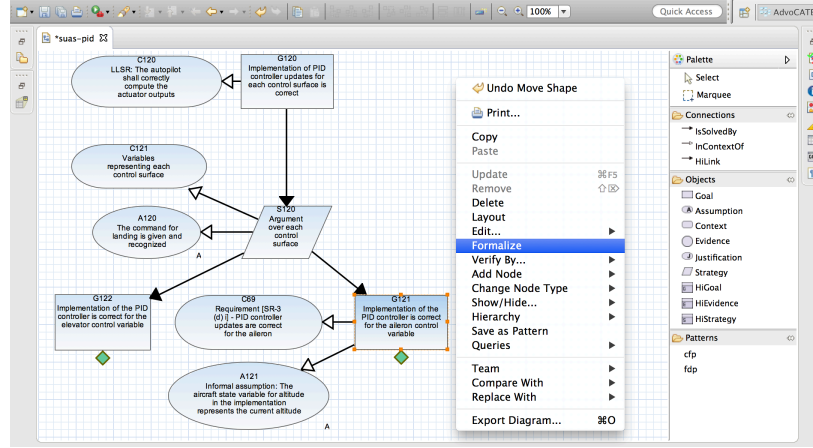 100%
Quick Access
AdvoCATE
*suas-pid
C120
LLSR: The autopilot
shall correctly
compute the
actuator outputs
G120
Implementation of PID
controller updates for
each control surface is
correct
C121
Variables
representing each
control surface
S120
Argument
over each
control
surface
A120
The command for
landing is given and
recognized
A
G122
Implementation of the PID
controller is correct for the
elevator control variable
C69
Requirement [SR-3
(d) i] - PID controller
updates are correct
for the aileron
G121
Implementation of the
PID controller is correct
for the aileron control
variable
A121
Informal assumption: The
aircraft state variable for altitude
in the implementation
represents the current altitude
A
Undo Move Shape
Print...
Copy
Paste
Update ⌘F5
Remove ⇧⌦
Delete
Layout
Edit...
Formalize
Verify By...
Add Node
Change Node Type
Show/Hide...
Hierarchy
Save as Pattern
Queries
Team
Compare With
Replace With
Export Diagram... ⌘O
Palette
Select
Marquee
Connections
IsSolvedBy
InContextOf
HiLink
Objects
Goal
A Assumption
Context
Evidence
J Justification
Strategy
HiGoal
HiEvidence
HiStrategy
Patterns
cfp
fdp